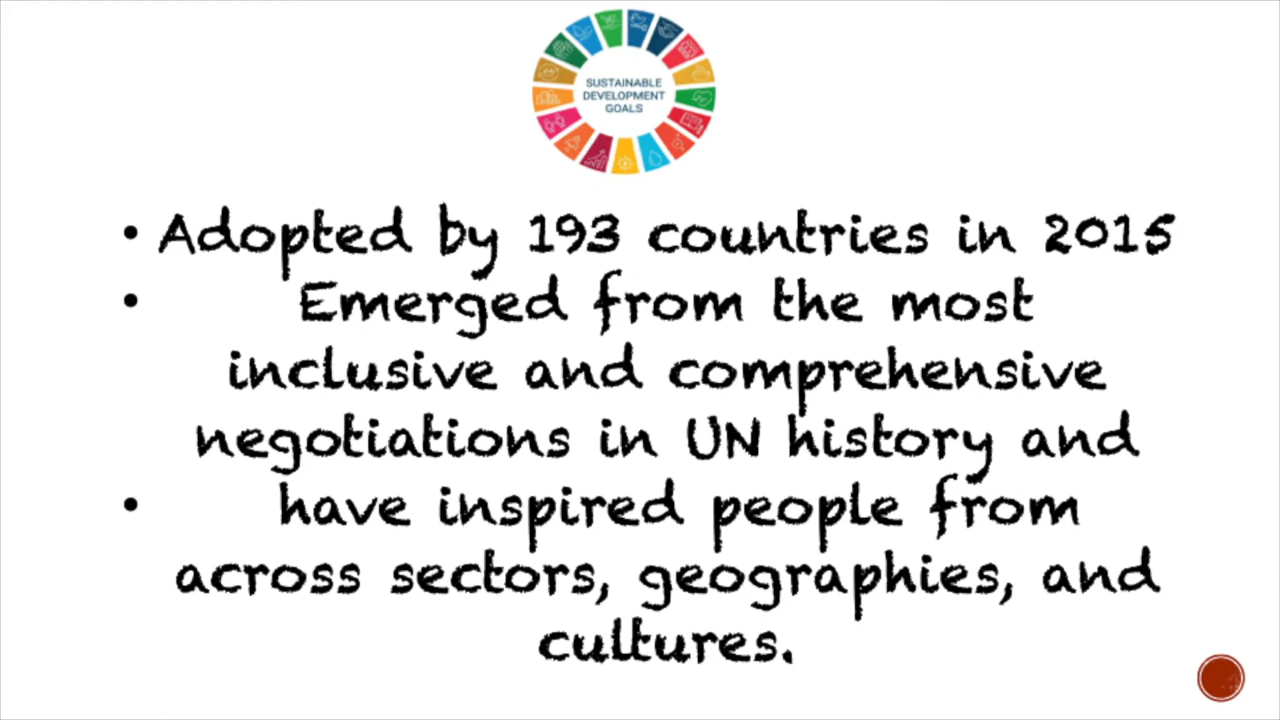 SUSTAINABLE
DEVELOPMENT
GOALS
• Adopted by 193 countries in 2015
• Emerged from the most
inclusive and comprehensive
negotiations in UN history and
• have inspired people from
across sectors, geographies, and
cultures.